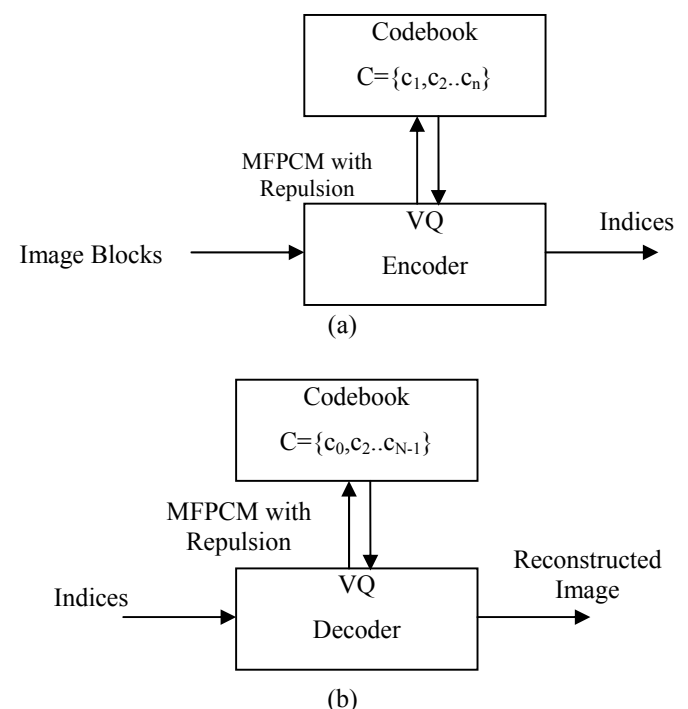 Codebook
C={c₁,c₂..cₙ}
MFPCM with
Repulsion
VQ
Encoder
Image Blocks
Indices
(a)
Codebook
C={c₀,c₂..c_N-1}
MFPCM with
Repulsion
VQ
Decoder
Indices
Reconstructed
Image
(b)